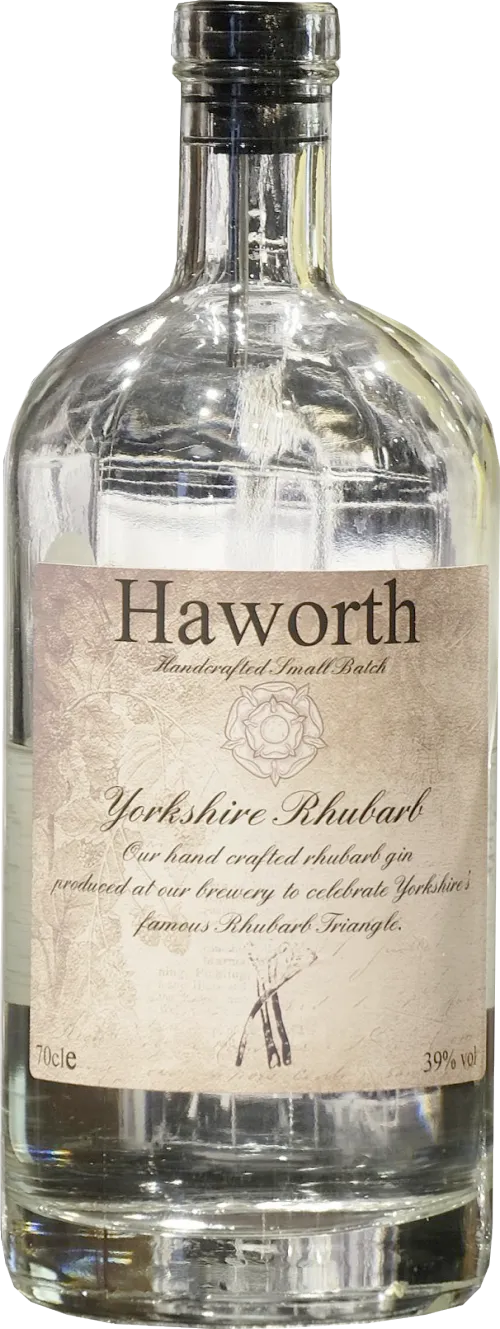 Haworth
Handcrafted Small Batch
Yorkshire Rhubarb
Our hand crafted rhubarb gin
produced at our brewery to celebrate Yorkshire's
famous Rhubarb Triangle.
70cle
39% vol